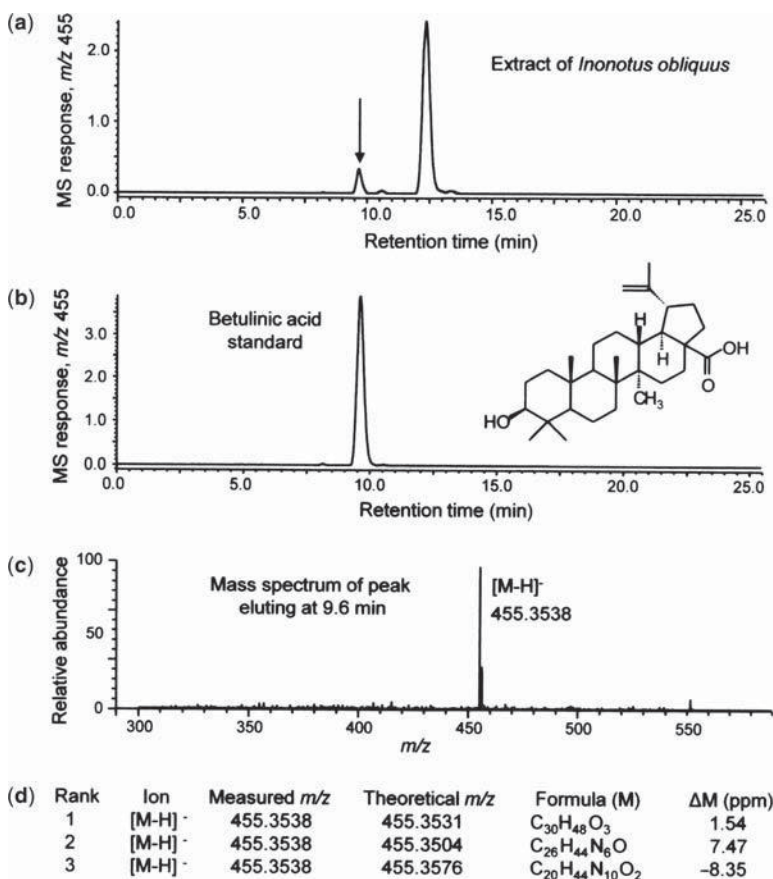 (a)
MS response, m/z 455
2.0
1.0
0.0
Extract of Inonotus obliquus
0.0 5.0 10.0 15.0 20.0 25.0
Retention time (min)
(b)
MS response, m/z 455
3.0
2.0
1.0
0.0
Betulinic acid
standard
H
H
OH
O
CH₃
HO
0.0 5.0 10.0 15.0 20.0 25.0
Retention time (min)
(c)
Relative abundance
100
50
0
Mass spectrum of peak
eluting at 9.6 min
[M-H]⁻
455.3538
300 400 450 500 550
m/z
(d) Rank Ion Measured m/z Theoretical m/z Formula (M) ΔM (ppm)
1 [M-H]⁻ 455.3538 455.3531 C₃₀H₄₈O₃ 1.54
2 [M-H]⁻ 455.3538 455.3504 C₂₆H₄₄N₆O 7.47
3 [M-H]⁻ 455.3538 455.3576 C₂₀H₄₄N₁₀O₂ –8.35